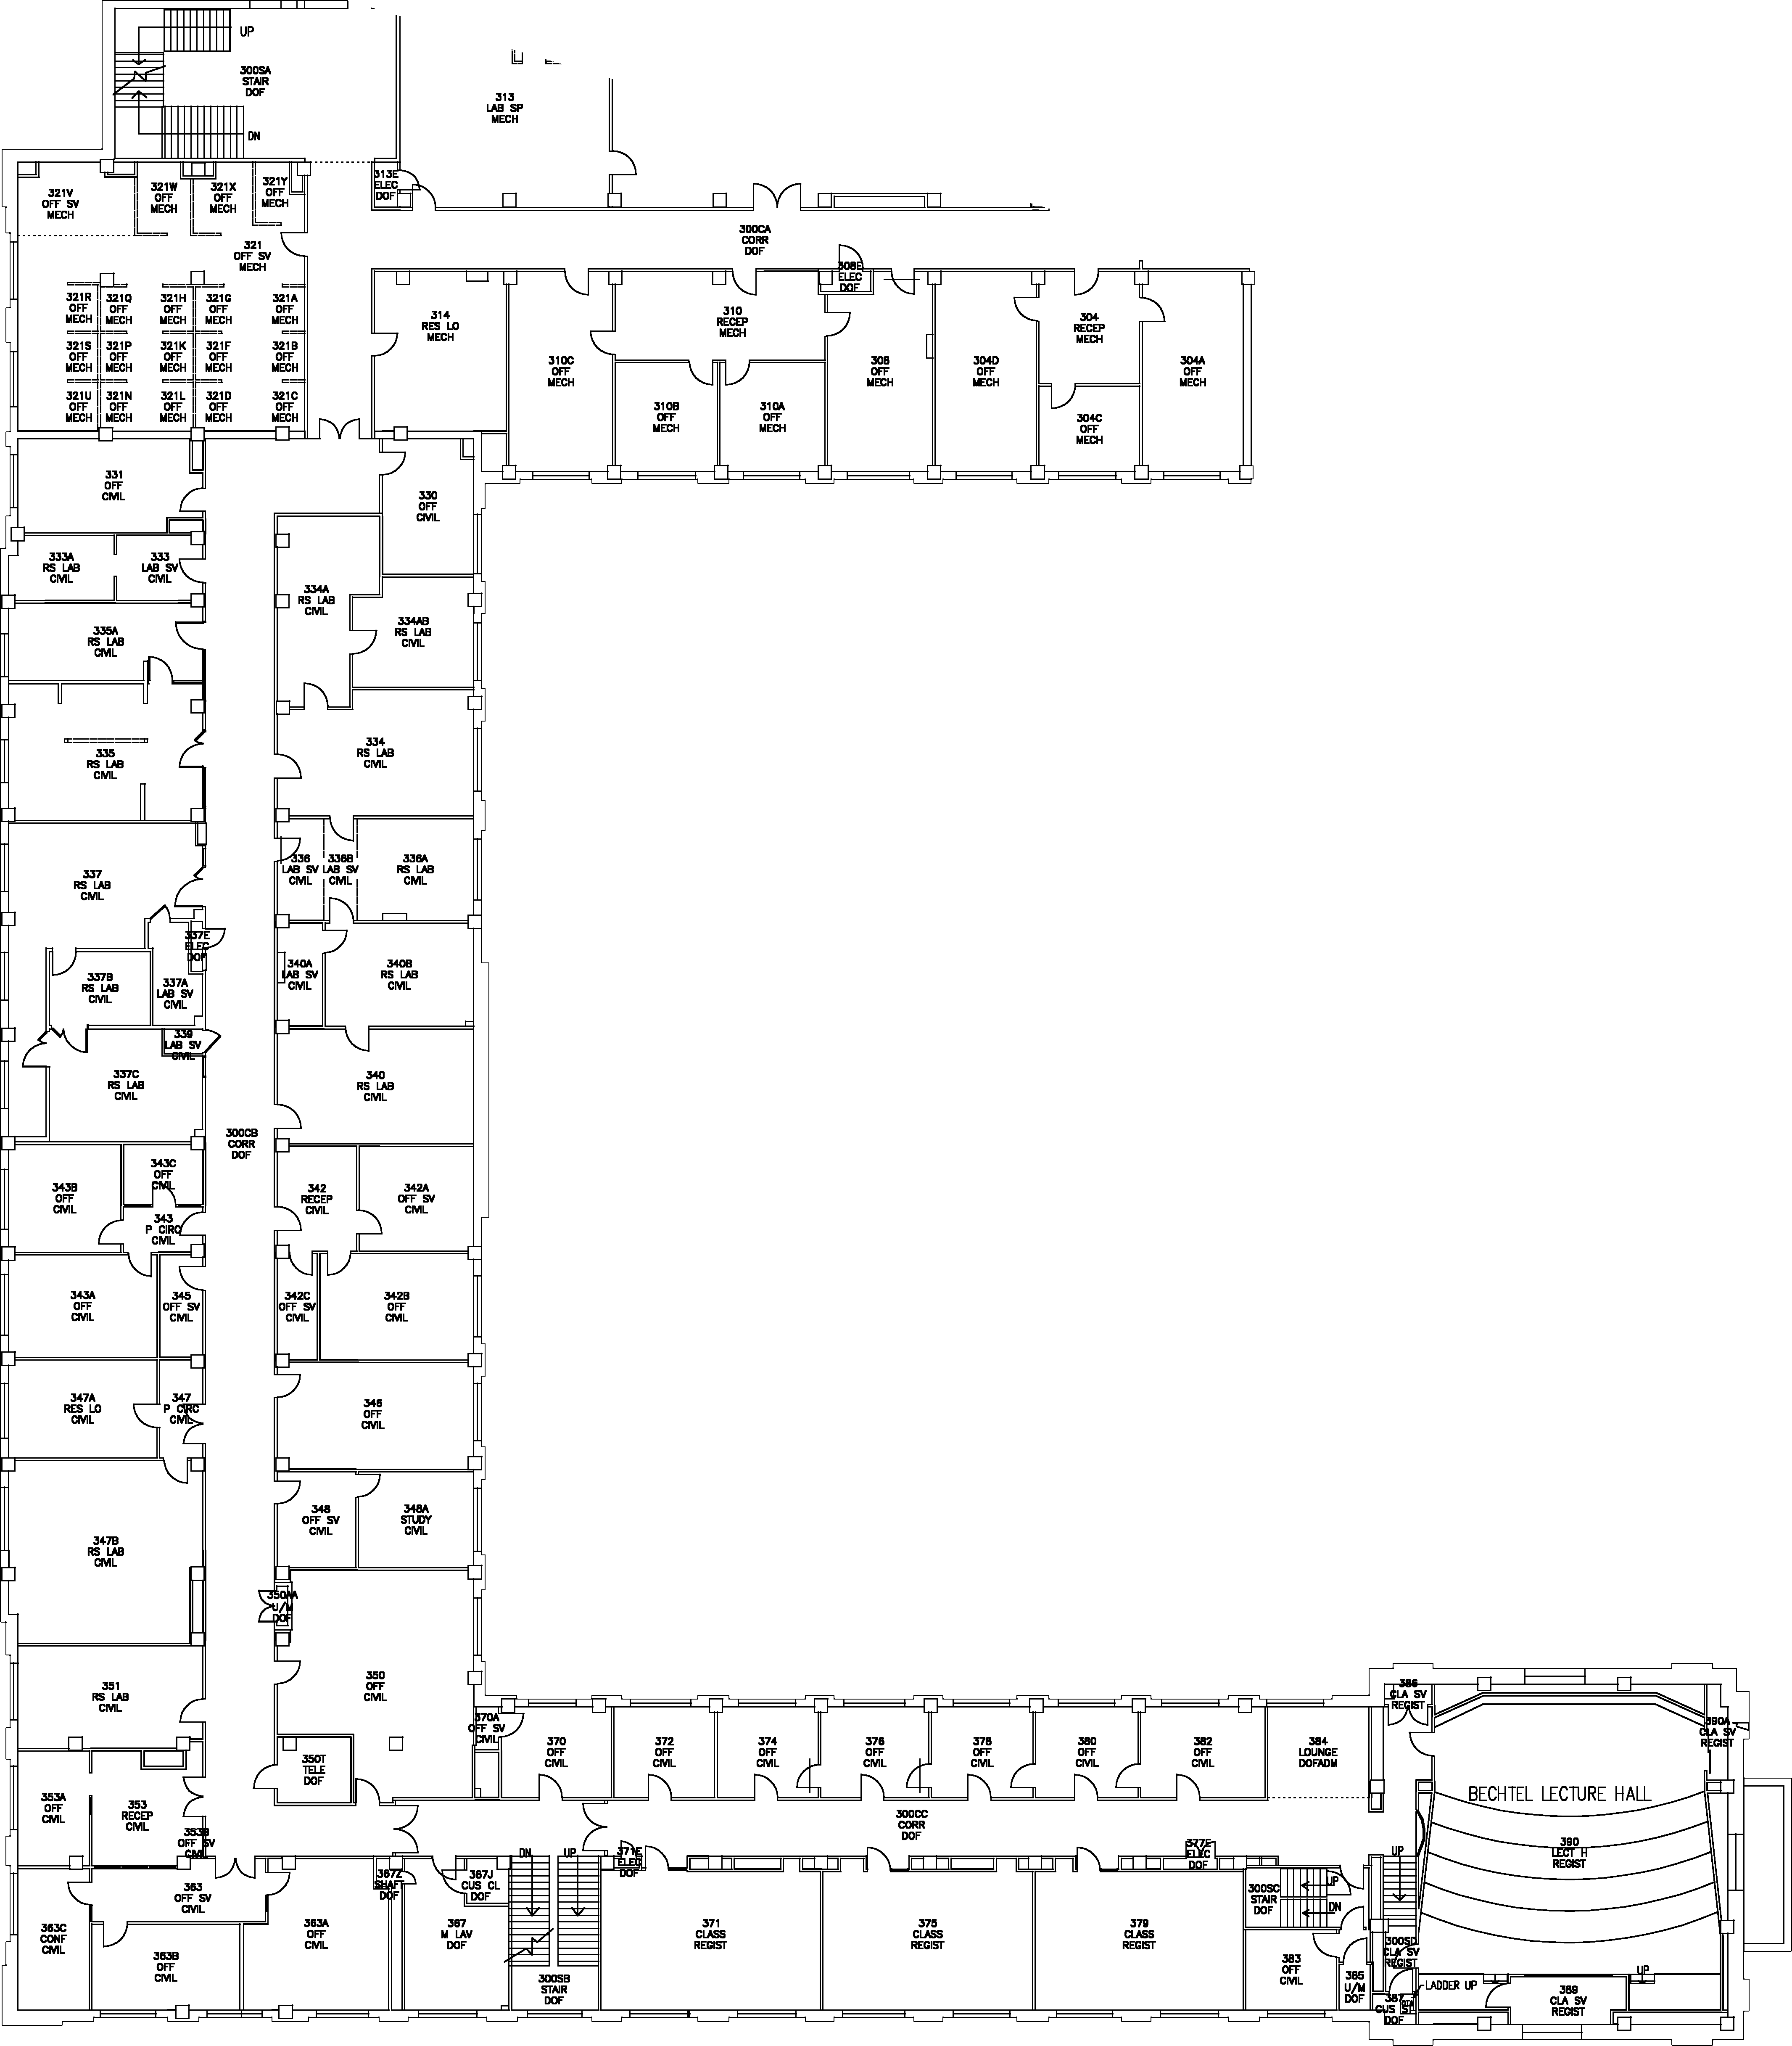 UP
300SA
STAIR
DOF
DN
313
LAB SP
MECH
313E
ELEC
DOF
321V
OFF SV
MECH
321W
OFF
MECH
321X
OFF
MECH
321Y
OFF
MECH
321
OFF SV
MECH
300CA
CORR
DOF
308E
ELEC
DOF
321R
OFF
MECH
321Q
OFF
MECH
321H
OFF
MECH
321G
OFF
MECH
321A
OFF
MECH
321S
OFF
MECH
321P
OFF
MECH
321K
OFF
MECH
321F
OFF
MECH
321B
OFF
MECH
321U
OFF
MECH
321N
OFF
MECH
321L
OFF
MECH
321D
OFF
MECH
321C
OFF
MECH
314
RES LO
MECH
310C
OFF
MECH
310
RECEP
MECH
310B
OFF
MECH
310A
OFF
MECH
308
OFF
MECH
304D
OFF
MECH
304
RECEP
MECH
304C
OFF
MECH
304A
OFF
MECH
331
OFF
CIVIL
330
OFF
CIVIL
333A
RS LAB
CIVIL
333
LAB SV
CIVIL
334A
RS LAB
CIVIL
334AB
RS LAB
CIVIL
335A
RS LAB
CIVIL
335
RS LAB
CIVIL
334
RS LAB
CIVIL
337
RS LAB
CIVIL
336
LAB SV
CIVIL
336B
LAB SV
CIVIL
336A
RS LAB
CIVIL
337E
ELEC
DOF
337B
RS LAB
CIVIL
337A
LAB SV
CIVIL
340A
LAB SV
CIVIL
340B
RS LAB
CIVIL
339
LAB SV
CIVIL
337C
RS LAB
CIVIL
340
RS LAB
CIVIL
300CB
CORR
DOF
343B
OFF
CIVIL
343C
OFF
CIVIL
343
P CIRC
CIVIL
342
RECEP
CIVIL
342A
OFF SV
CIVIL
343A
OFF
CIVIL
345
OFF SV
CIVIL
342C
OFF SV
CIVIL
342B
OFF
CIVIL
347A
RES LO
CIVIL
347
P CIRC
CIVIL
346
OFF
CIVIL
347B
RS LAB
CIVIL
348
OFF SV
CIVIL
348A
STUDY
CIVIL
350AA
U/M
DOF
351
RS LAB
CIVIL
350
OFF
CIVIL
350T
TELE
DOF
353A
OFF
CIVIL
353
RECEP
CIVIL
353B
OFF SV
CIVIL
370A
OFF SV
CIVIL
370
OFF
CIVIL
372
OFF
CIVIL
374
OFF
CIVIL
376
OFF
CIVIL
378
OFF
CIVIL
380
OFF
CIVIL
382
OFF
CIVIL
384
LOUNGE
DOFADM
386
CLA SV
REGIST
390A
CLA SV
REGIST
BECHTEL LECTURE HALL
390
LECT H
REGIST
300CC
CORR
DOF
363
OFF SV
CIVIL
363C
CONF
CIVIL
363B
OFF
CIVIL
363A
OFF
CIVIL
367Z
SHAFT
DOF
367J
CUS CL
DOF
367
M LAV
DOF
DN
UP
300SB
STAIR
DOF
371E
ELEC
DOF
371
CLASS
REGIST
375
CLASS
REGIST
377E
ELEC
DOF
379
CLASS
REGIST
300SC
STAIR
DOF
UP
DN
383
OFF
CIVIL
385
U/M
DOF
UP
300SD
CLA SV
REGIST
387
CUS ST
DOF
LADDER UP
389
CLA SV
REGIST
UP